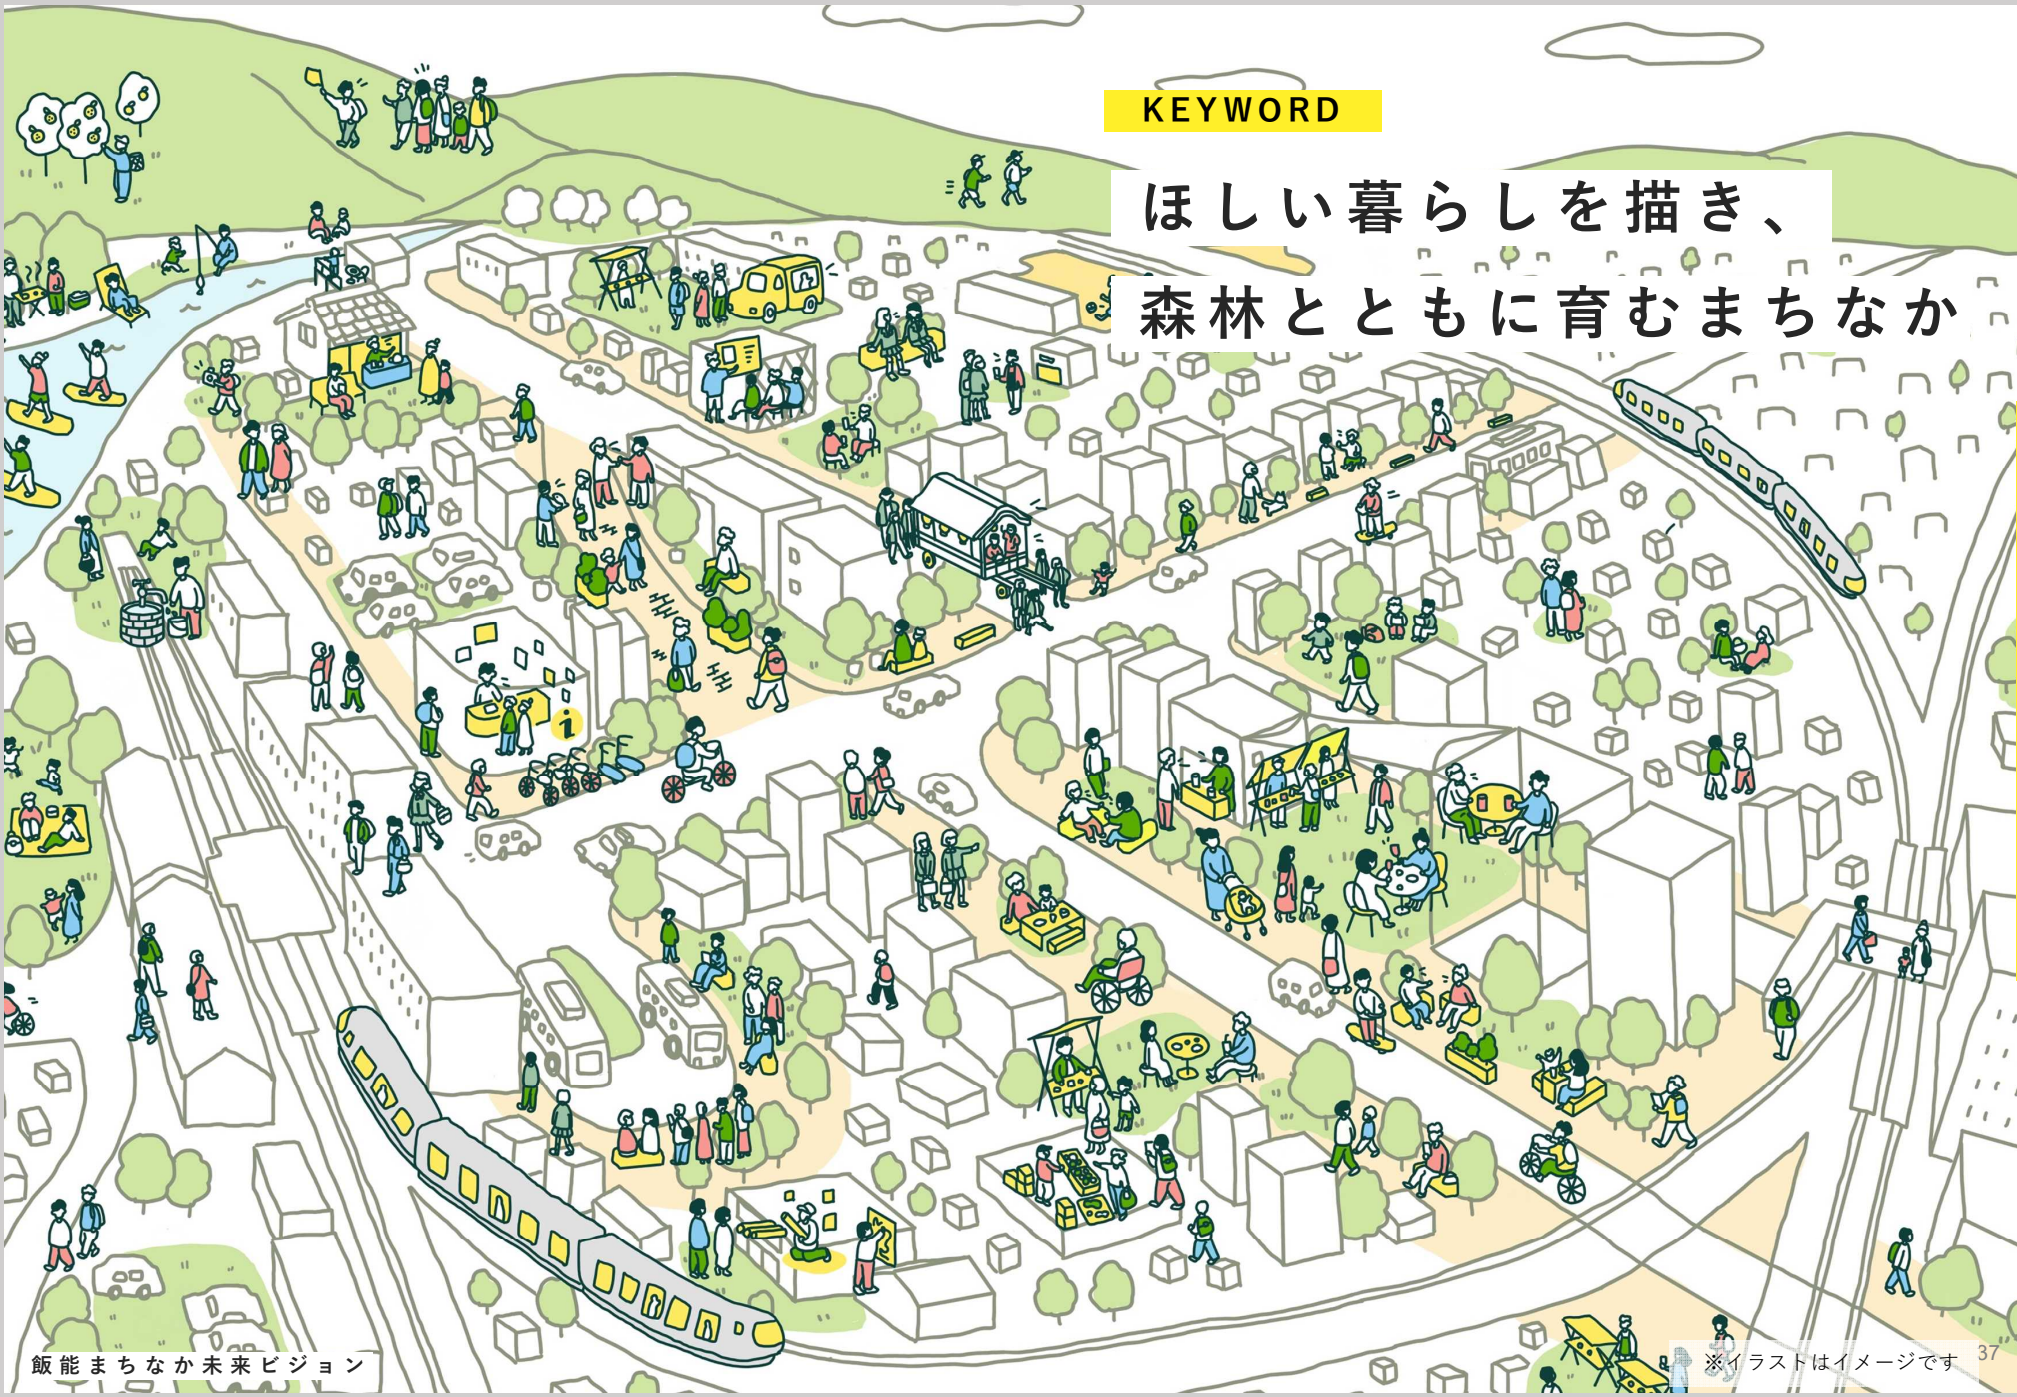 KEYWORD
ほしい暮らしを描き、
森林とともに育むまちなか
i
飯能まちなか未来ビジョン
※イラストはイメージです
37